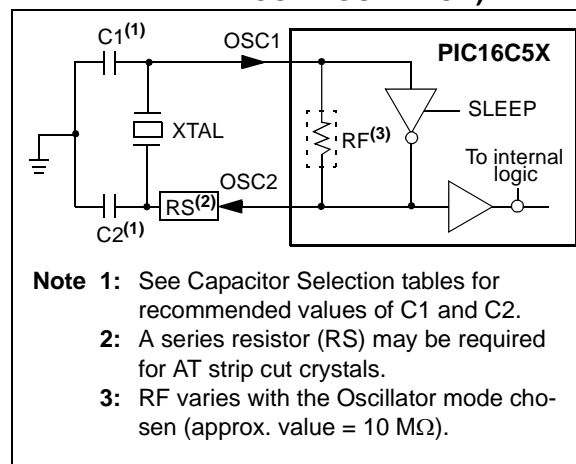 C1(1)
OSC1
PIC16C5X
SLEEP
XTAL
RF(3)
To internal
logic
OSC2
RS(2)
C2(1)
Note 1: See Capacitor Selection tables for
recommended values of C1 and C2.
2: A series resistor (RS) may be required
for AT strip cut crystals.
3: RF varies with the Oscillator mode cho-
sen (approx. value = 10 MΩ).